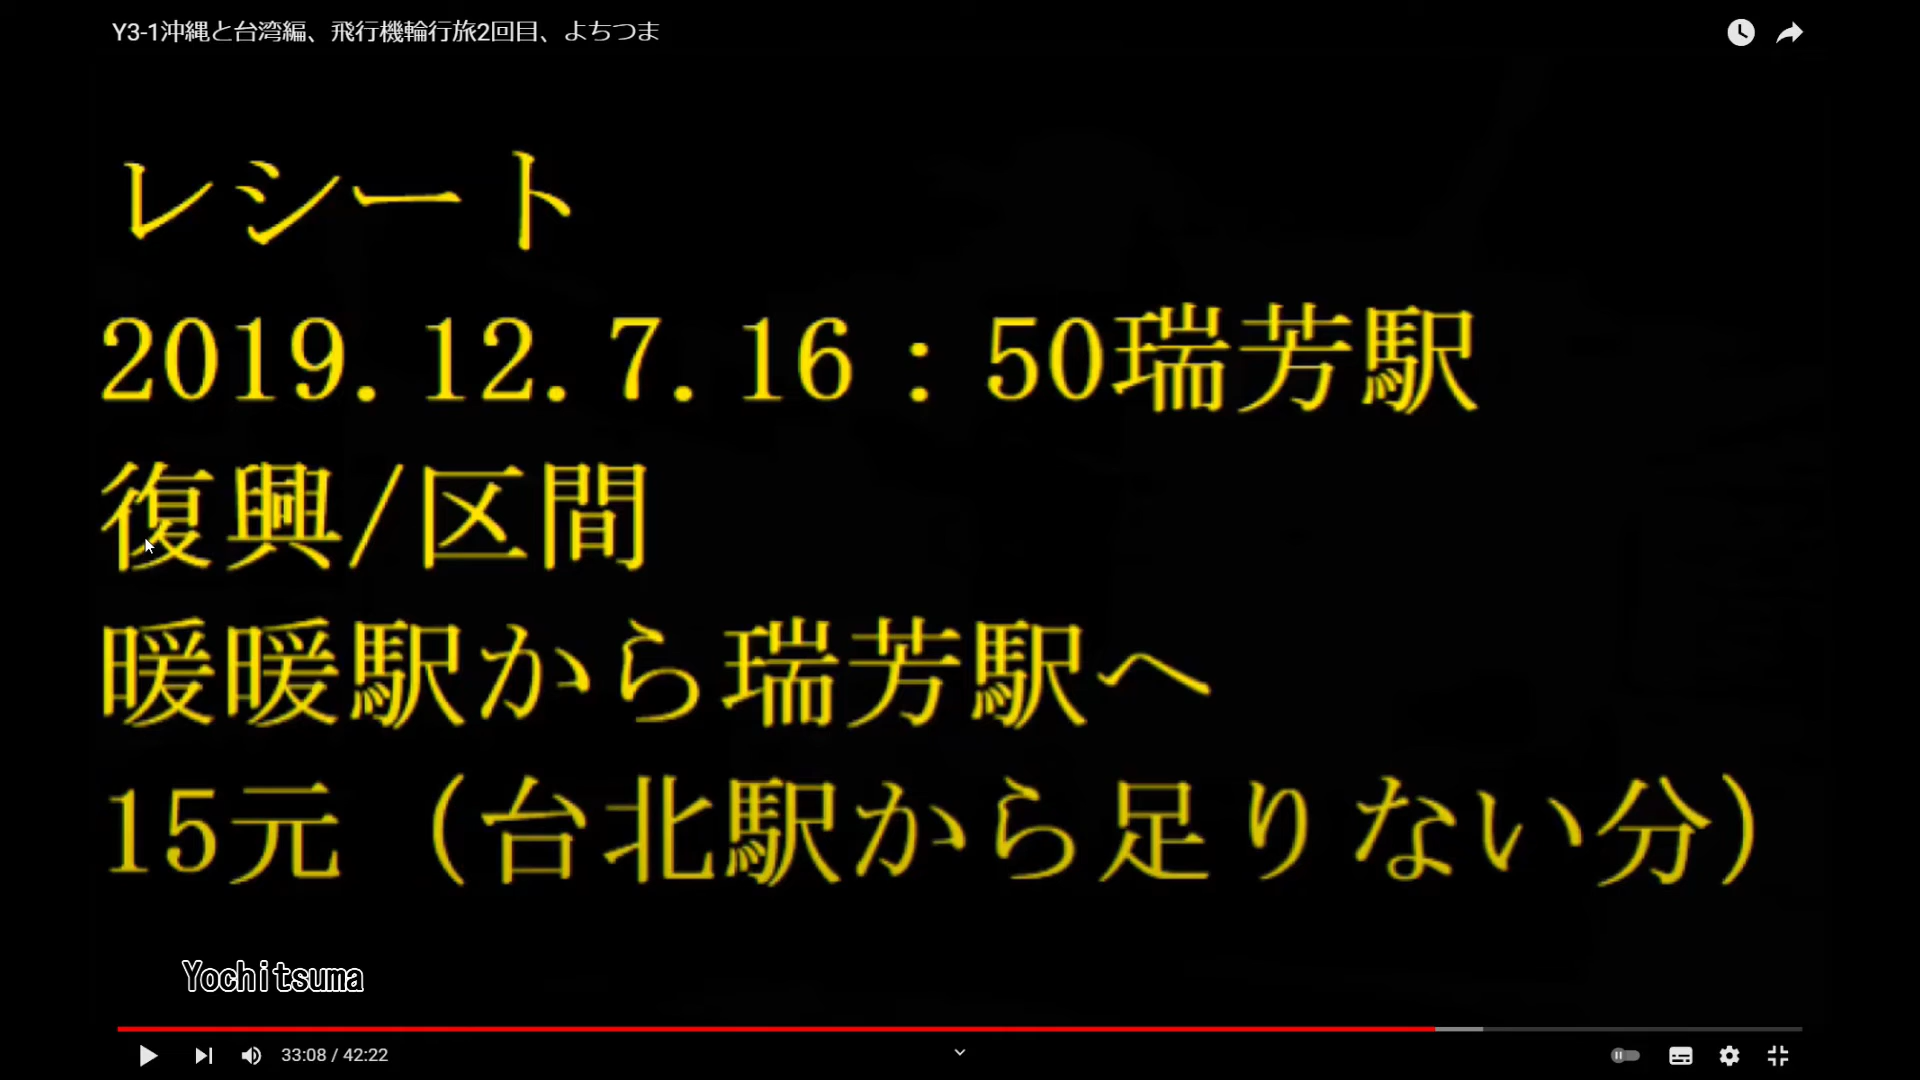 Y3-1沖縄と台湾編、飛行機輪行旅2回目、よちつま
レシート
2019.12.7.16：50瑞芳駅
復興/区間
暖暖駅から瑞芳駅へ
15元（台北駅から足りない分）
Yochitsuma
33:08 / 42:22